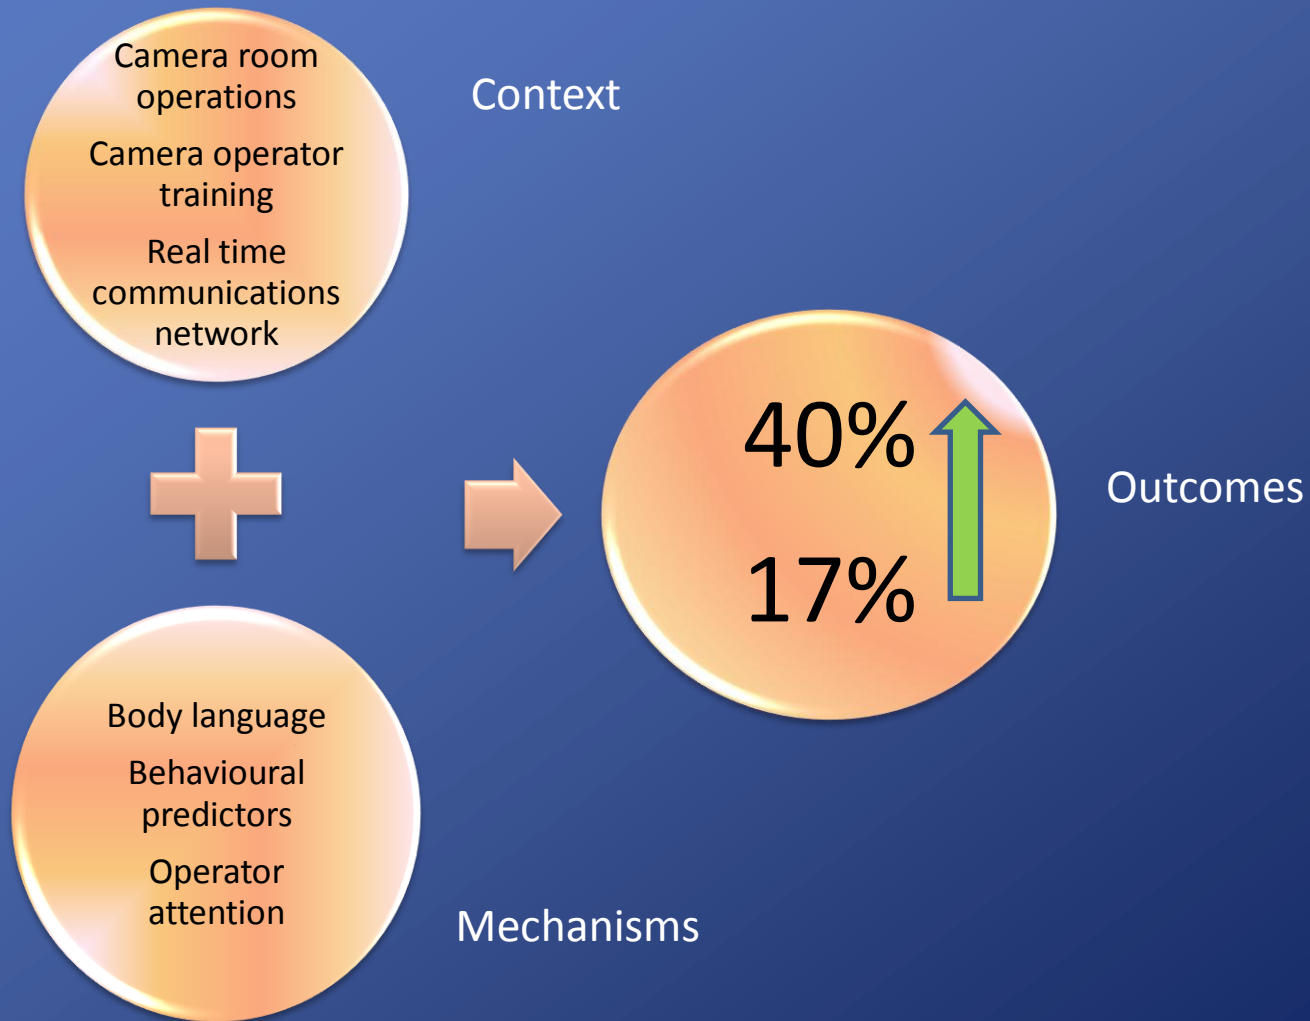 Camera room
operations
Camera operator
training
Real time
communications
network
Context
Body language
Behavioural
predictors
Operator
attention
Mechanisms
40%
17%
Outcomes